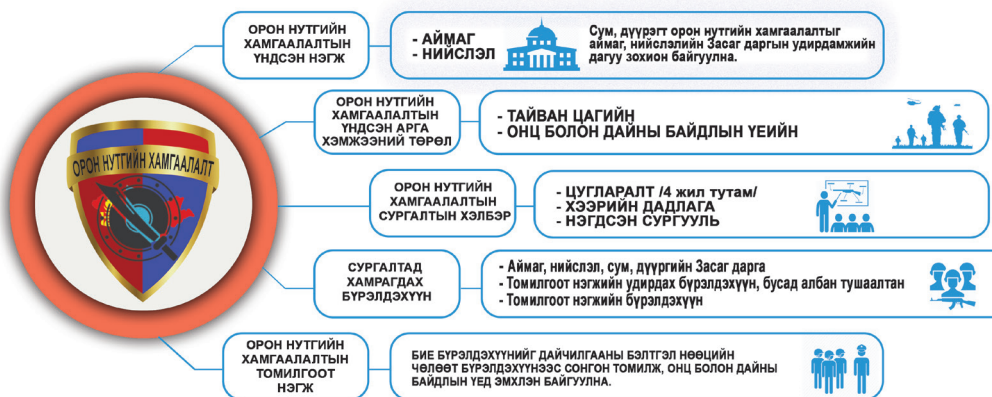 ОРОН НУТГИЙН ХАМГААЛАЛТ
ОРОН НУТГИЙН
ХАМГААЛАЛТЫН
ҮНДСЭН НЭГЖ
- АЙМАГ
- НИЙСЛЭЛ
Сум, дүүрэгт орон нутгийн хамгаалалтыг
аймаг, нийслэлийн Засаг даргын удирдамжийн
дагуу зохион байгуулна.
ОРОН НУТГИЙН
ХАМГААЛАЛТЫН
ҮНДСЭН АРГА
ХЭМЖЭЭНИЙ ТӨРӨЛ
- ТАЙВАН ЦАГИЙН
- ОНЦ БОЛОН ДАЙНЫ БАЙДЛЫН ҮЕИЙН
ОРОН НУТГИЙН
ХАМГААЛАЛТЫН
СУРГАЛТЫН ХЭЛБЭР
- ЦУГЛАРАЛТ /4 жил тутам/
- ХЭЭРИЙН ДАДЛАГА
- НЭГДСЭН СУРГУУЛЬ
СУРГАЛТАД
ХАМРАГДАХ
БҮРЭЛДЭХҮҮН
- Аймаг, нийслэл, сум, дүүргийн Засаг дарга
- Томилгоот нэгжийн удирдах бүрэлдэхүүн, бусад албан тушаалтан
- Томилгоот нэгжийн бүрэлдэхүүн
ОРОН НУТГИЙН
ХАМГААЛАЛТЫН
ТОМИЛГООТ
НЭГЖ
БИЕ БҮРЭЛДЭХҮҮНИЙГ ДАЙЧИЛГААНЫ БЭЛТГЭЛ НӨӨЦИЙН
ЧӨЛӨӨТ БҮРЭЛДЭХҮҮНЭЭС СОНГОН ТОМИЛЖ, ОНЦ БОЛОН ДАЙНЫ
БАЙДЛЫН ҮЕД ЭМХЛЭН БАЙГУУЛНА.